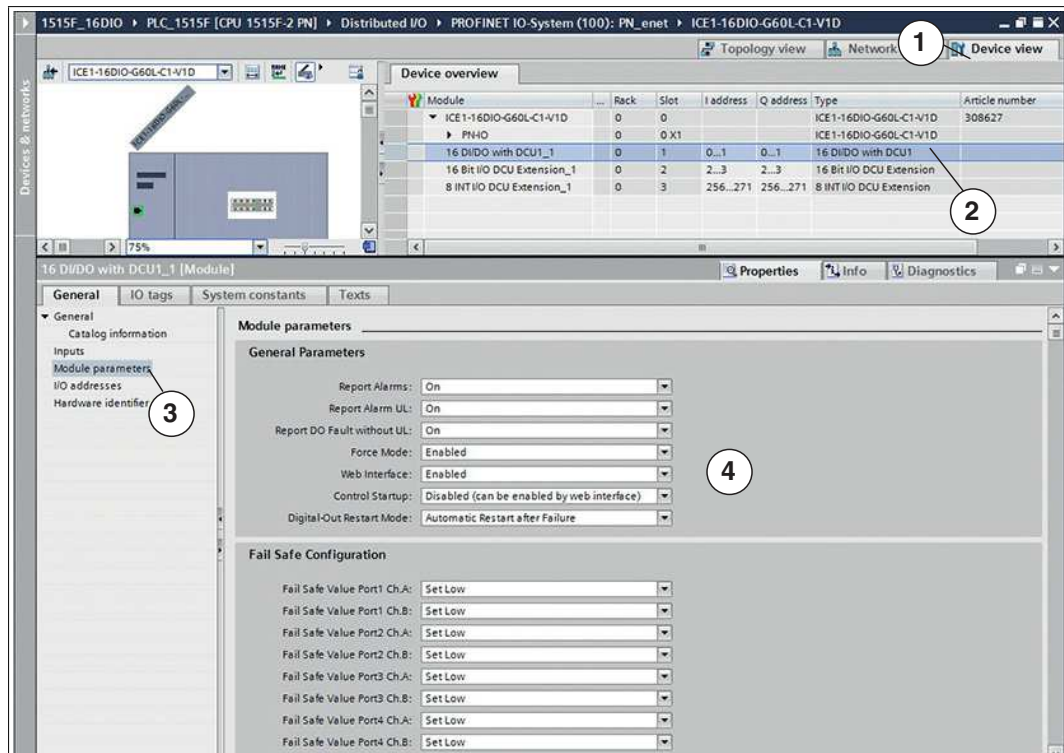 1515F_16DIO ▸ PLC_1515F [CPU 1515F-2 PN] ▸ Distributed I/O ▸ PROFINET IO-System (100): PN_enet ▸ ICE1-16DIO-G60L-C1-V1D
Topology view Network Device view
1
Devices & networks
ICE1-16DIO-G60L-C1-V1D
Device overview
Module ... Rack Slot I address Q address Type Article number
ICE1-16DIO-G60L-C1-V1D 0 0 ICE1-16DIO-G60L-C1-V1D 308627
PN-IO 0 0 X1 ICE1-16DIO-G60L-C1-V1D
16 DI/DO with DCU1_1 0 1 0...1 0...1 16 DI/DO with DCU1
16 Bit I/O DCU Extension_1 0 2 2...3 2...3 16 Bit I/O DCU Extension
8 INT I/O DCU Extension_1 0 3 256...271 256...271 8 INT I/O DCU Extension
2
75%
16 DI/DO with DCU1_1 [Module]
Properties Info Diagnostics
General IO tags System constants Texts
General
Catalog information
Inputs
Module parameters
I/O addresses
Hardware identifier
3
Module parameters
General Parameters
Report Alarms: On
Report Alarm UL: On
Report DO Fault without UL: On
Force Mode: Enabled
Web Interface: Enabled
Control Startup: Disabled (can be enabled by web interface)
Digital-Out Restart Mode: Automatic Restart after Failure
4
Fail Safe Configuration
Fail Safe Value Port1 Ch.A: Set Low
Fail Safe Value Port1 Ch.B: Set Low
Fail Safe Value Port2 Ch.A: Set Low
Fail Safe Value Port2 Ch.B: Set Low
Fail Safe Value Port3 Ch.A: Set Low
Fail Safe Value Port3 Ch.B: Set Low
Fail Safe Value Port4 Ch.A: Set Low
Fail Safe Value Port4 Ch.B: Set Low